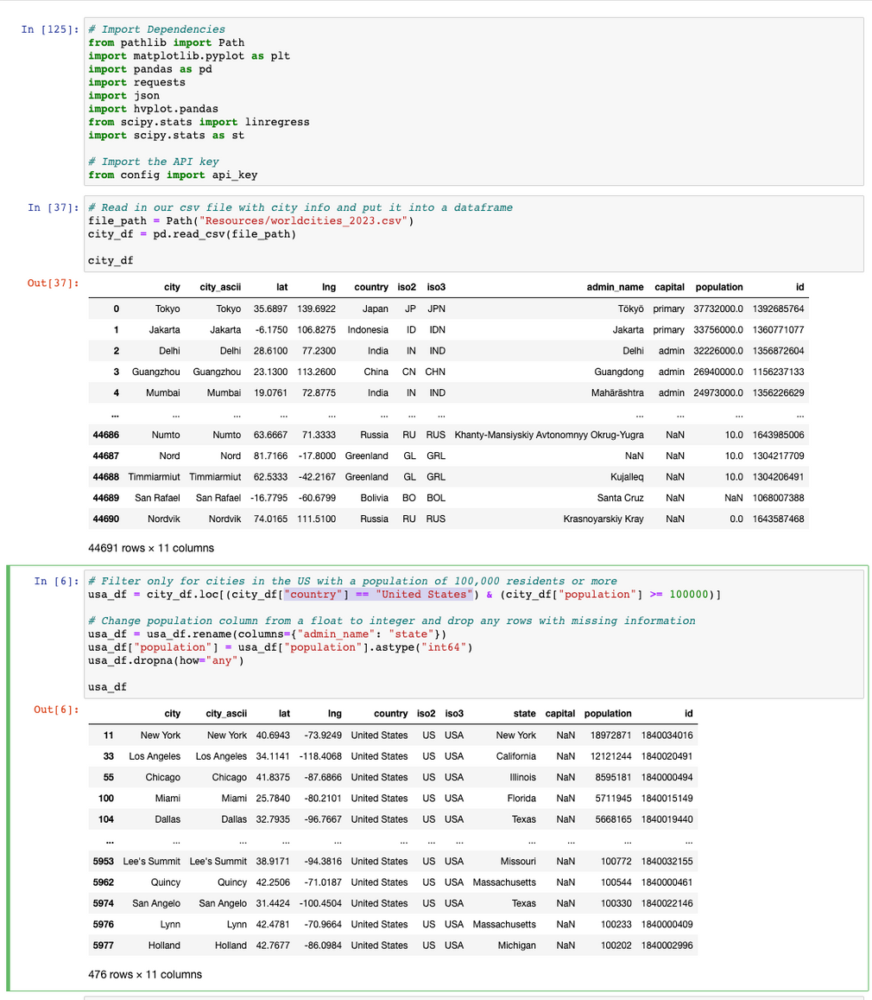 In [125]: # Import Dependencies
from pathlib import Path
import matplotlib.pyplot as plt
import pandas as pd
import requests
import json
import hvplot.pandas
from scipy.stats import linregress
import scipy.stats as st
# Import the API key
from config import api_key
In [37]: # Read in our csv file with city info and put it into a dataframe
file_path = Path("Resources/worldcities_2023.csv")
city_df = pd.read_csv(file_path)
city_df
Out[37]:
city city_ascii lat lng country iso2 iso3 admin_name capital population id
0 Tokyo Tokyo 35.6897 139.6922 Japan JP JPN Tōkyō primary 37732000.0 1392685764
1 Jakarta Jakarta -6.1750 106.8275 Indonesia ID IDN Jakarta primary 33756000.0 1360771077
2 Delhi Delhi 28.6100 77.2300 India IN IND Delhi admin 32226000.0 1356872604
3 Guangzhou Guangzhou 23.1300 113.2600 China CN CHN Guangdong admin 26940000.0 1156237133
4 Mumbai Mumbai 19.0761 72.8775 India IN IND Mahārāshtra admin 24973000.0 1356226629
... ... ... ... ... ... ... ... ... ... ... ...
44686 Numto Numto 63.6667 71.3333 Russia RU RUS Khanty-Mansiyskiy Avtonomnyy Okrug-Yugra NaN 10.0 1643985006
44687 Nord Nord 81.7166 -17.8000 Greenland GL GRL NaN NaN 10.0 1304217709
44688 Timmiarmiut Timmiarmiut 62.5333 -42.2167 Greenland GL GRL Kujalleq NaN 10.0 1304206491
44689 San Rafael San Rafael -16.7795 -60.6799 Bolivia BO BOL Santa Cruz NaN NaN 1068007388
44690 Nordvik Nordvik 74.0165 111.5100 Russia RU RUS Krasnoyarskiy Kray NaN 0.0 1643587468
44691 rows × 11 columns
In [6]: # Filter only for cities in the US with a population of 100,000 residents or more
usa_df = city_df.loc[(city_df["country"] == "United States") & (city_df["population"] >= 100000)]
# Change population column from a float to integer and drop any rows with missing information
usa_df = usa_df.rename(columns={"admin_name": "state"})
usa_df["population"] = usa_df["population"].astype("int64")
usa_df.dropna(how="any")
usa_df
Out[6]:
city city_ascii lat lng country iso2 iso3 state capital population id
11 New York New York 40.6943 -73.9249 United States US USA New York NaN 18972871 1840034016
33 Los Angeles Los Angeles 34.1141 -118.4068 United States US USA California NaN 12121244 1840020491
55 Chicago Chicago 41.8375 -87.6866 United States US USA Illinois NaN 8595181 1840000494
100 Miami Miami 25.7840 -80.2101 United States US USA Florida NaN 5711945 1840015149
104 Dallas Dallas 32.7935 -96.7667 United States US USA Texas NaN 5668165 1840019440
... ... ... ... ... ... ... ... ... ... ... ...
5953 Lee's Summit Lee's Summit 38.9171 -94.3816 United States US USA Missouri NaN 100772 1840032155
5962 Quincy Quincy 42.2506 -71.0187 United States US USA Massachusetts NaN 100544 1840000461
5974 San Angelo San Angelo 31.4424 -100.4504 United States US USA Texas NaN 100330 1840022146
5976 Lynn Lynn 42.4781 -70.9664 United States US USA Massachusetts NaN 100233 1840000409
5977 Holland Holland 42.7677 -86.0984 United States US USA Michigan NaN 100202 1840002996
476 rows × 11 columns